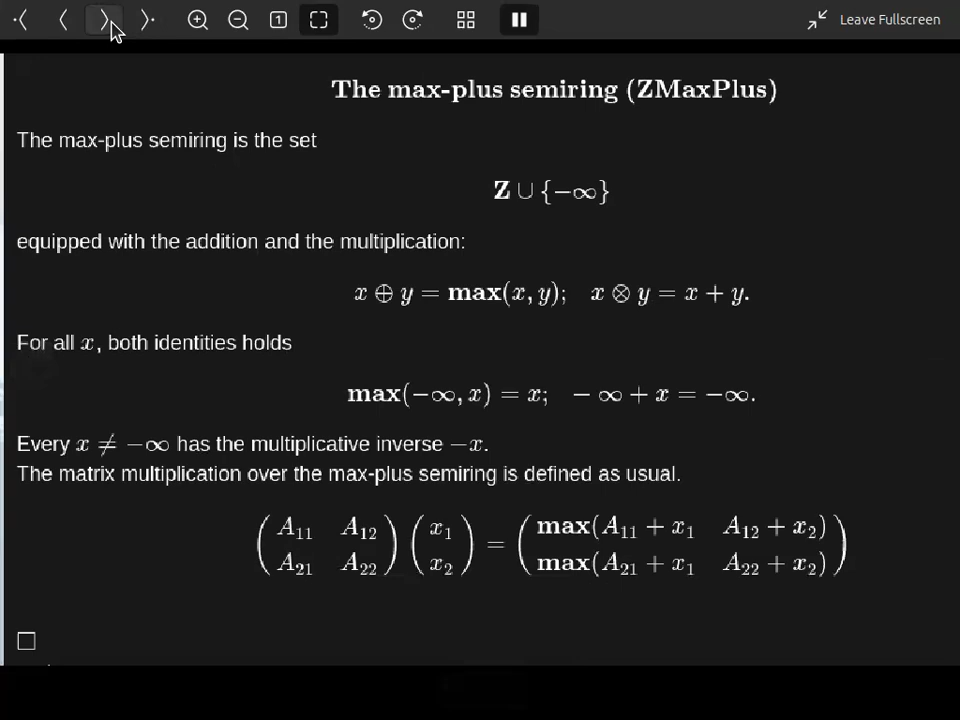 1
Leave Fullscreen
The max-plus semiring (ZMaxPlus)
The max-plus semiring is the set
Z ∪ {−∞}
equipped with the addition and the multiplication:
x ⊕ y = max(x, y); x ⊗ y = x + y.
For all x, both identities holds
max(−∞, x) = x; − ∞ + x = −∞.
Every x ≠ −∞ has the multiplicative inverse −x.
The matrix multiplication over the max-plus semiring is defined as usual.
(A₁₁ A₁₂) (x₁) = (max(A₁₁ + x₁ A₁₂ + x₂))
(A₂₁ A₂₂) (x₂) (max(A₂₁ + x₁ A₂₂ + x₂))